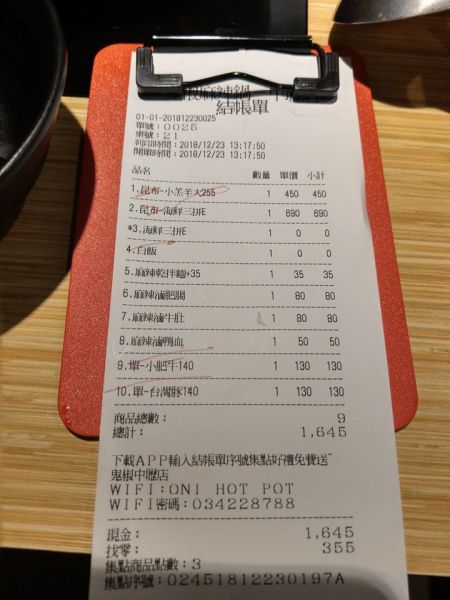 結帳單
01-01-201812230025
單號：0025
桌號：21
列印時間：2018/12/23 13:17:50
開單時間：2018/12/23 13:17:50
品名 數量 單價 小計
1.昆布-小羔羊大255 1 450 450
2.昆布-海鮮三拼E 1 690 690
*3.海鮮三拼E 1 0 0
4.白飯 1 0 0
5.麻辣乾拌麵+35 1 35 35
6.麻辣滷肥腸 1 80 80
7.麻辣滷牛肚 1 80 80
8.麻辣滷鴨血 1 50 50
9.單-小肥牛140 1 130 130
10.單-台灣豚140 1 130 130
商品總數： 9
總計： 1,645
下載APP輸入結帳單序號集點好禮免費送~
鬼椒中壢店
WIFI:ONI HOT POT
WIFI密碼：034228788
現金： 1,645
找零： 355
集點商品點數：3
集點序號：02451812230197A